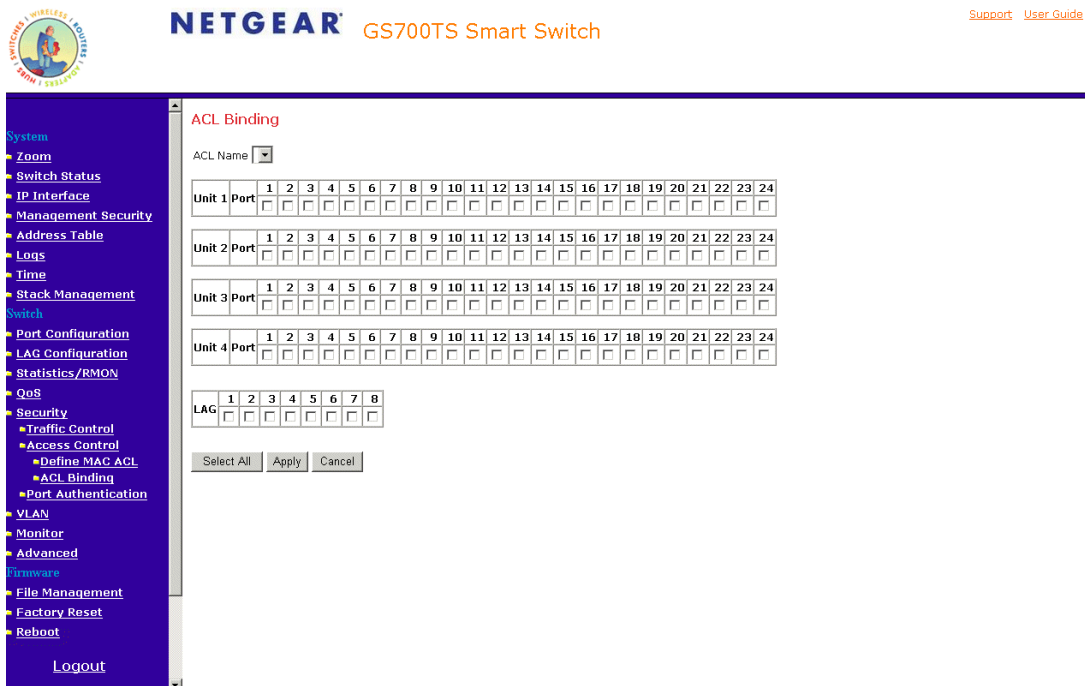 SWITCHES | WIRELESS | ROUTERS | ADAPTERS | HUBS |
NETGEAR GS700TS Smart Switch
Support User Guide
System
Zoom
Switch Status
IP Interface
Management Security
Address Table
Logs
Time
Stack Management
Switch
Port Configuration
LAG Configuration
Statistics/RMON
QoS
Security
Traffic Control
Access Control
Define MAC ACL
ACL Binding
Port Authentication
VLAN
Monitor
Advanced
Firmware
File Management
Factory Reset
Reboot
Logout
ACL Binding
ACL Name
Unit 1 Port 1 2 3 4 5 6 7 8 9 10 11 12 13 14 15 16 17 18 19 20 21 22 23 24
Unit 2 Port 1 2 3 4 5 6 7 8 9 10 11 12 13 14 15 16 17 18 19 20 21 22 23 24
Unit 3 Port 1 2 3 4 5 6 7 8 9 10 11 12 13 14 15 16 17 18 19 20 21 22 23 24
Unit 4 Port 1 2 3 4 5 6 7 8 9 10 11 12 13 14 15 16 17 18 19 20 21 22 23 24
LAG 1 2 3 4 5 6 7 8
Select All Apply Cancel